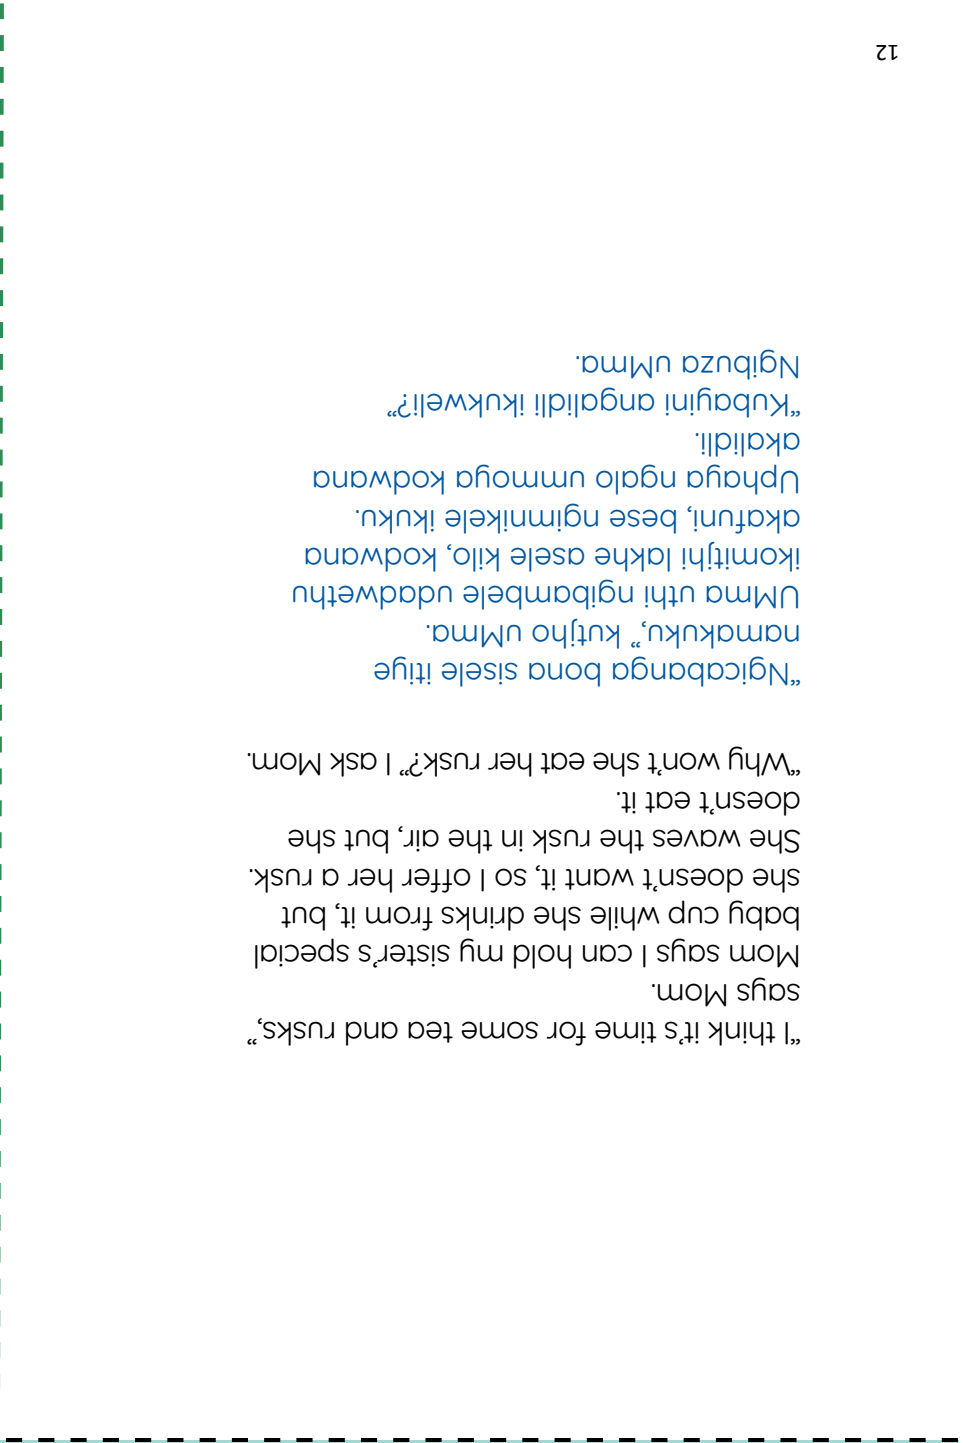 “I think it’s time for some tea and rusks,”
says Mom.
Mom says I can hold my sister’s special
baby cup while she drinks from it, but
she doesn’t want it, so I offer her a rusk.
She waves the rusk in the air, but she
doesn’t eat it.
“Why won’t she eat her rusk?” I ask Mom.
“Ngicabanga bona sisele itiye
namakuku,” kutjho uMma.
UMma uthi ngibambele udadwethu
ikomitjhi lakhe asele kilo, kodwana
akafuni, bese ngimnikele ikuku.
Uphaya ngalo ummoya kodwana
akalidli.
“Kubayini angalidli ikukweli?”
Ngibuza uMma.
12